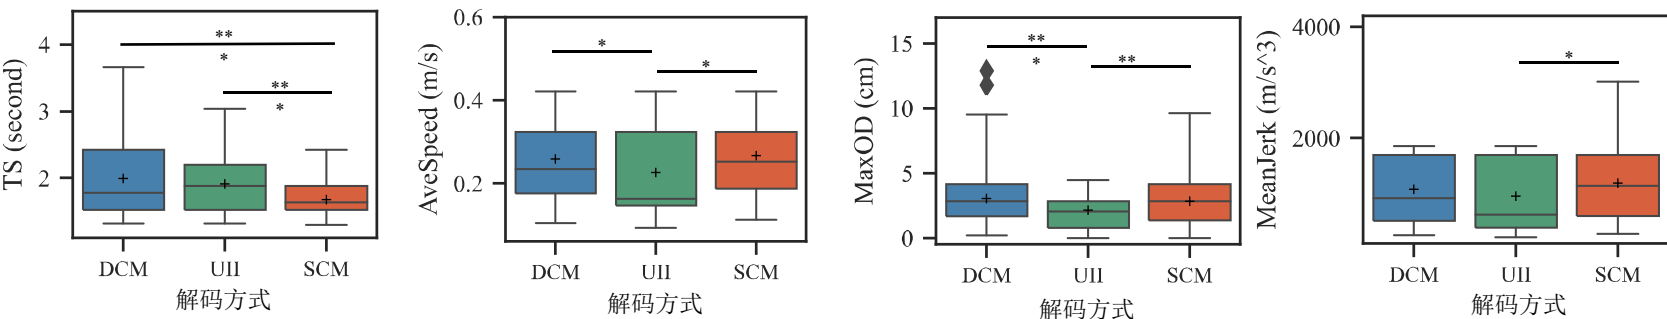 TS (second)
4
3
2
**
*
**
*
DCM UII SCM
解码方式
AveSpeed (m/s)
0.6
0.4
0.2
*
*
DCM UII SCM
解码方式
MaxOD (cm)
15
10
5
0
**
*
**
DCM UII SCM
解码方式
MeanJerk (m/s^3)
4000
2000
*
DCM UII SCM
解码方式